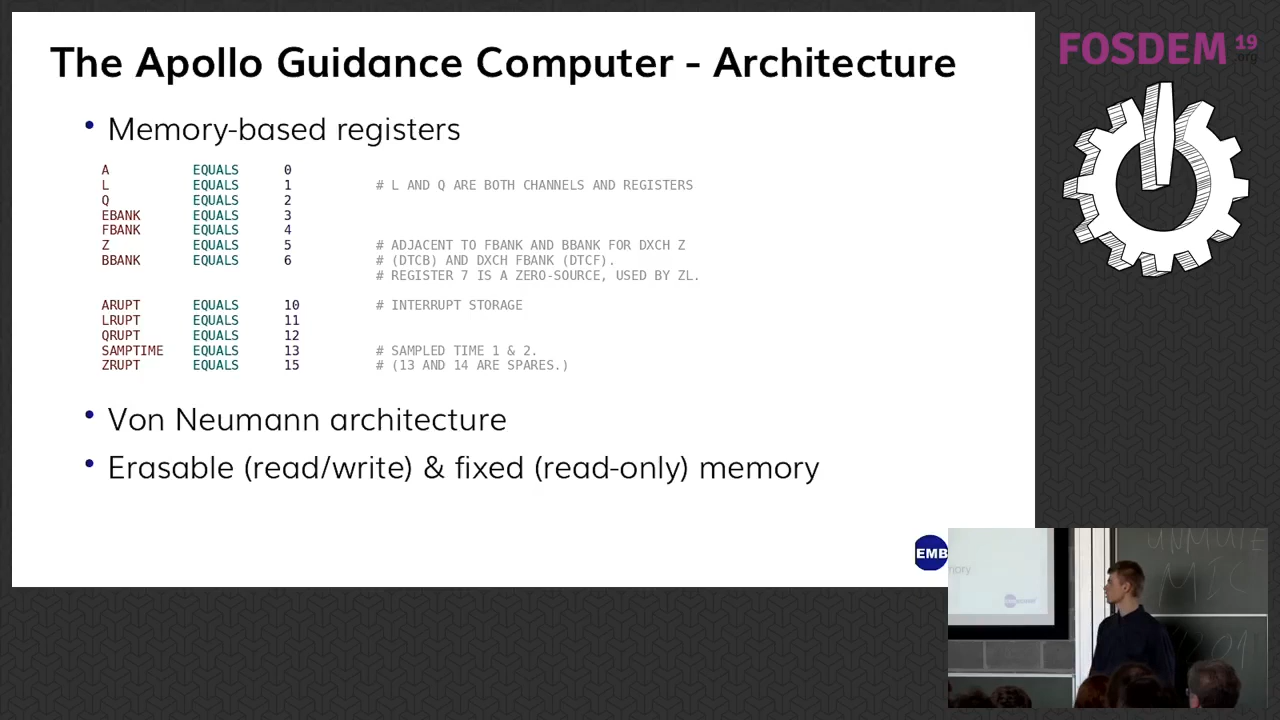 The Apollo Guidance Computer - Architecture
• Memory-based registers
A EQUALS 0
L EQUALS 1 # L AND Q ARE BOTH CHANNELS AND REGISTERS
Q EQUALS 2
EBANK EQUALS 3
FBANK EQUALS 4
Z EQUALS 5 # ADJACENT TO FBANK AND BBANK FOR DXCH Z
BBANK EQUALS 6 # (DTCB) AND DXCH FBANK (DTCF).
# REGISTER 7 IS A ZERO-SOURCE, USED BY ZL.
ARUPT EQUALS 10 # INTERRUPT STORAGE
LRUPT EQUALS 11
QRUPT EQUALS 12
SAMPTIME EQUALS 13 # SAMPLED TIME 1 & 2.
ZRUPT EQUALS 15 # (13 AND 14 ARE SPARES.)
• Von Neumann architecture
• Erasable (read/write) & fixed (read-only) memory
EMB
FOSDEM 19
.org
UNMUTE
MIC